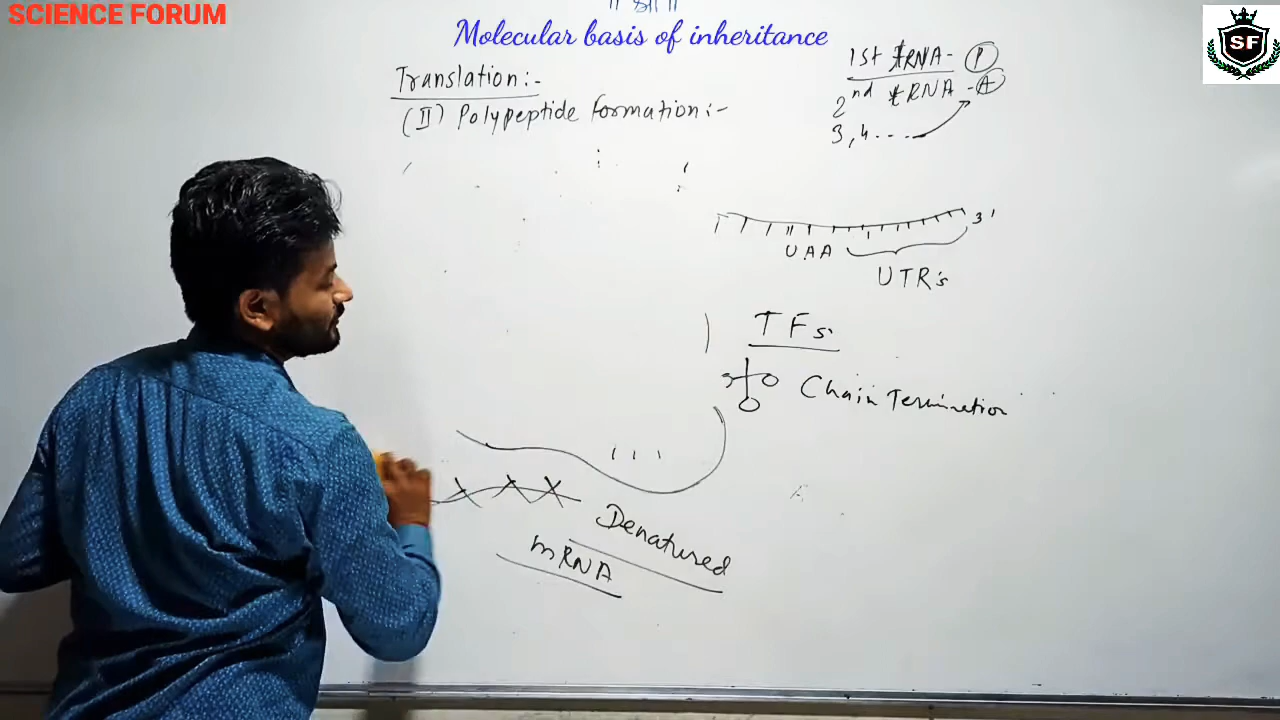 SCIENCE FORUM
Molecular basis of inheritance
SF
Translation:-
(II) Polypeptide Formation:-
1st tRNA- P
2nd tRNA - A
3, 4 ....
3'
UAA
UTR's
TFs
Chain Termination
Denatured
mRNA